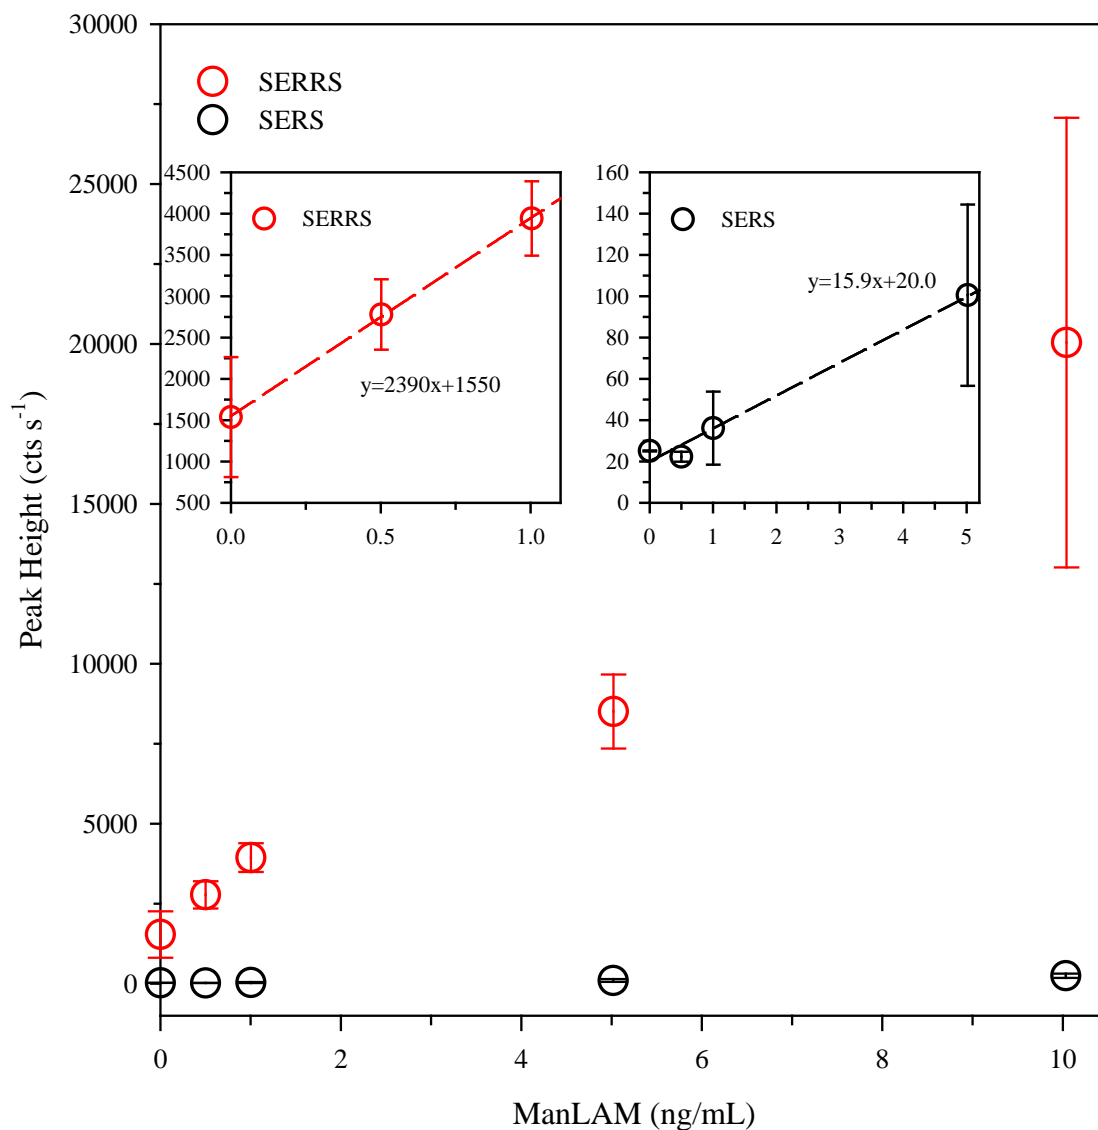 30000
SERRS
SERS
25000
20000
15000
10000
5000
0
Peak Height (cts s⁻¹)
4500
4000
3500
3000
2500
2000
1500
1000
500
SERRS
y=2390x+1550
0.0 0.5 1.0
160
140
120
100
80
60
40
20
0
SERS
y=15.9x+20.0
0 1 2 3 4 5
0 2 4 6 8 10
ManLAM (ng/mL)